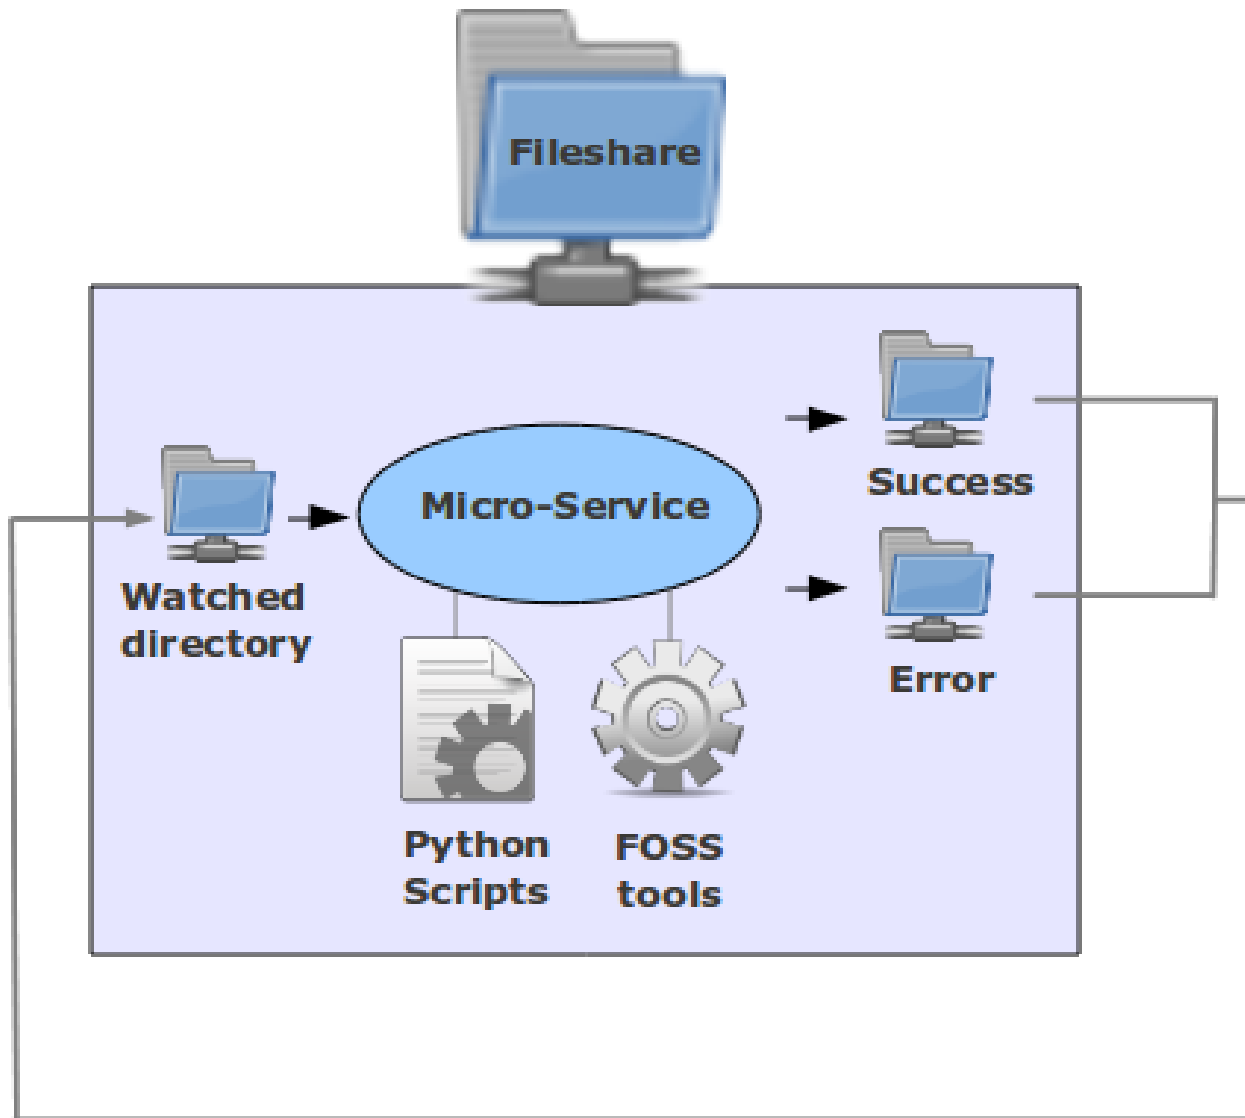 Fileshare
Success
Micro-Service
Watched
directory
Error
Python
Scripts
FOSS
tools